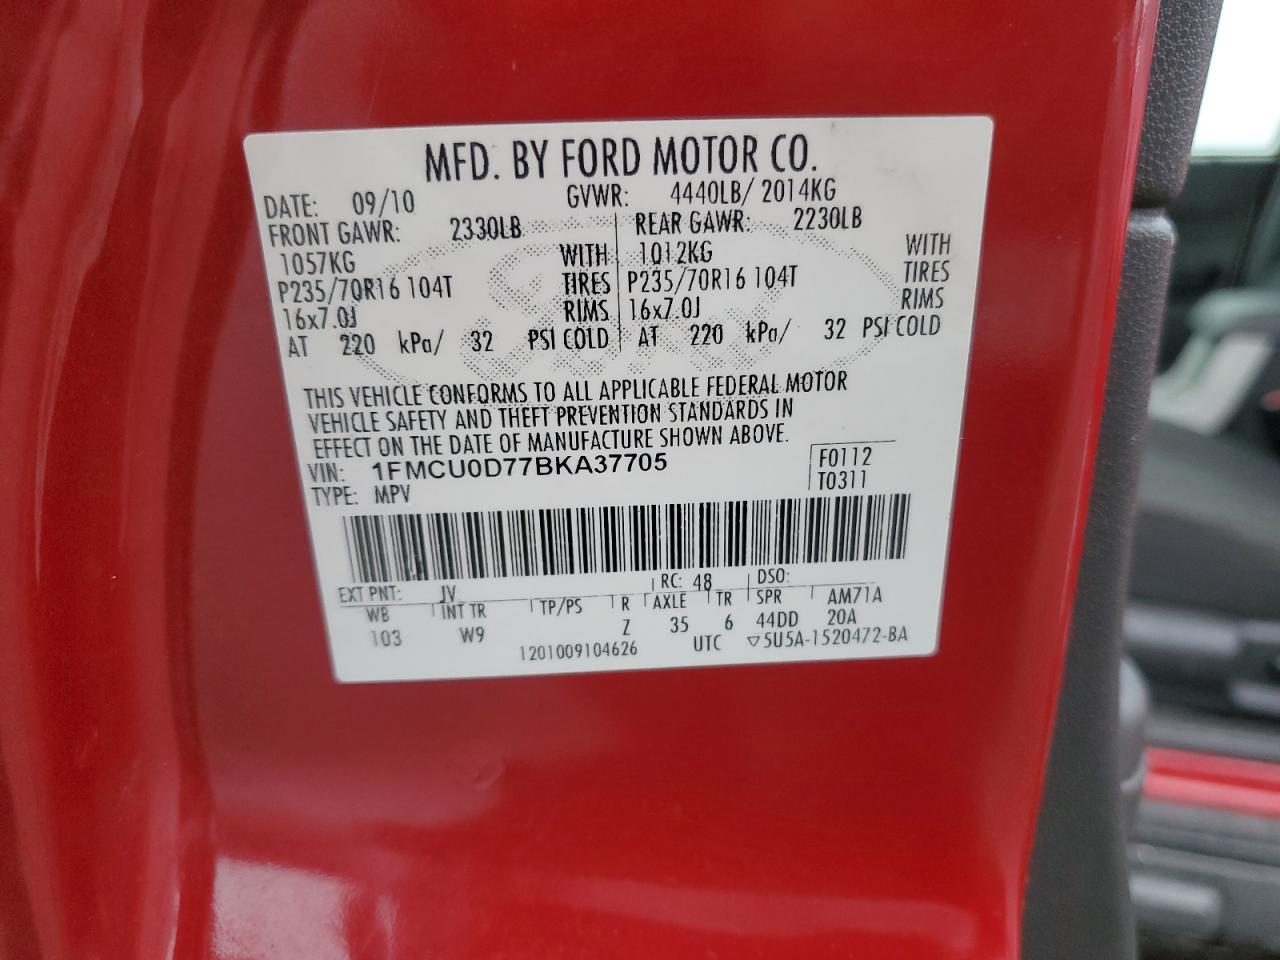 MFD. BY FORD MOTOR CO.
DATE: 09/10 GVWR: 4440LB/ 2014KG
FRONT GAWR: 2330LB REAR GAWR: 2230LB
1057KG WITH 1012KG WITH
P235/70R16 104T TIRES P235/70R16 104T TIRES
16x7.0J RIMS 16x7.0J RIMS
AT 220 kPa/ 32 PSI COLD AT 220 kPa/ 32 PSI COLD
THIS VEHICLE CONFORMS TO ALL APPLICABLE FEDERAL MOTOR
VEHICLE SAFETY AND THEFT PREVENTION STANDARDS IN
EFFECT ON THE DATE OF MANUFACTURE SHOWN ABOVE.
VIN: 1FMCU0D77BKA37705 F0112
TYPE: MPV T0311
EXT PNT: JV RC: 48 DSO:
WB INT TR TP/PS R AXLE TR SPR AM71A
103 W9 Z 35 6 44DD 20A
1201009104626 UTC ▽5U5A-1520472-BA